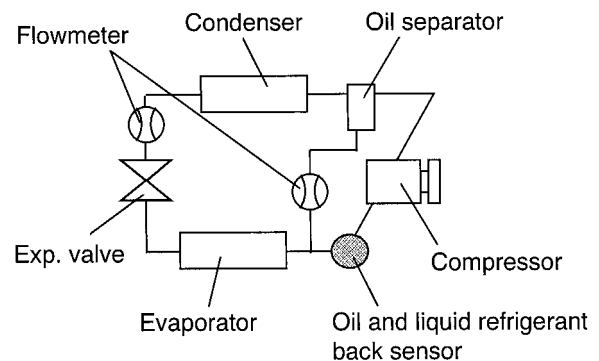 Flowmeter
Condenser
Oil separator
Exp. valve
Compressor
Evaporator
Oil and liquid refrigerant
back sensor